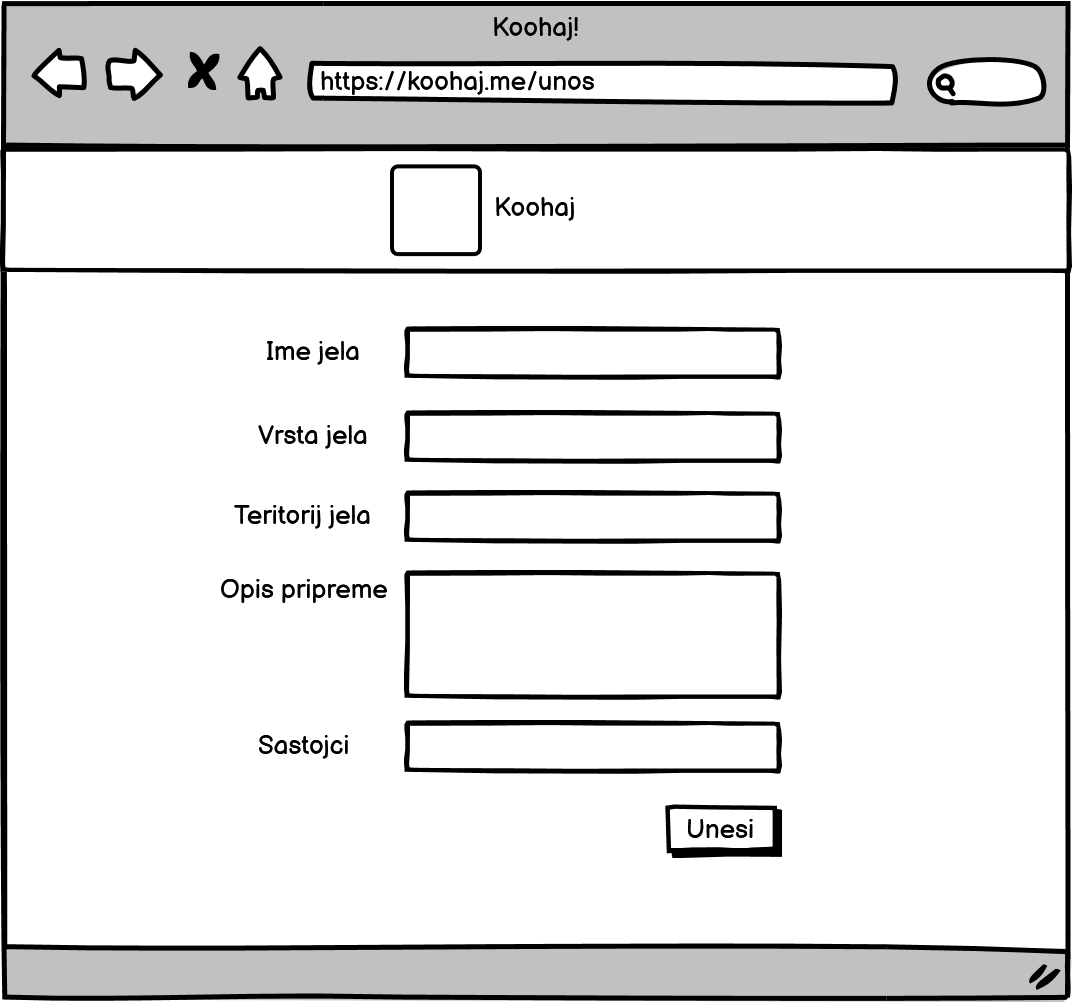 Koohaj!
https://koohaj.me/unos
Koohaj
Ime jela
Vrsta jela
Teritorij jela
Opis pripreme
Sastojci
Unesi